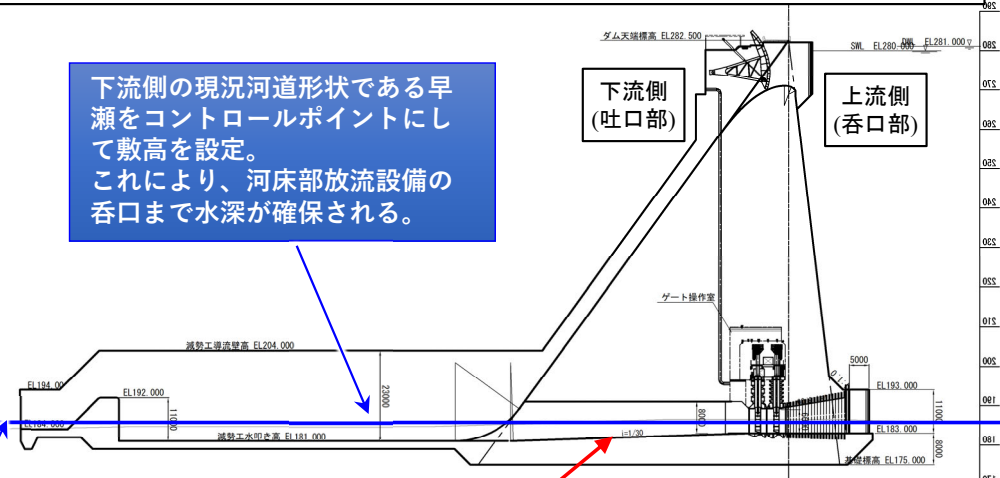 290
ダム天端標高 EL282.500
DWL EL281.000
SWL EL280.000
280
下流側の現況河道形状である早
瀬をコントロールポイントにし
て敷高を設定。
これにより、河床部放流設備の
呑口まで水深が確保される。
下流側
(吐口部)
上流側
(呑口部)
270
260
250
240
230
220
ゲート操作室
210
減勢工導流壁高 EL204.000
200
5000
EL194.00
EL192.000
EL193.000
23000
11000
8000
11000
190
EL183.000
減勢工水叩き高 EL181.000
i=1/30
180
8000
基礎標高 EL175.000